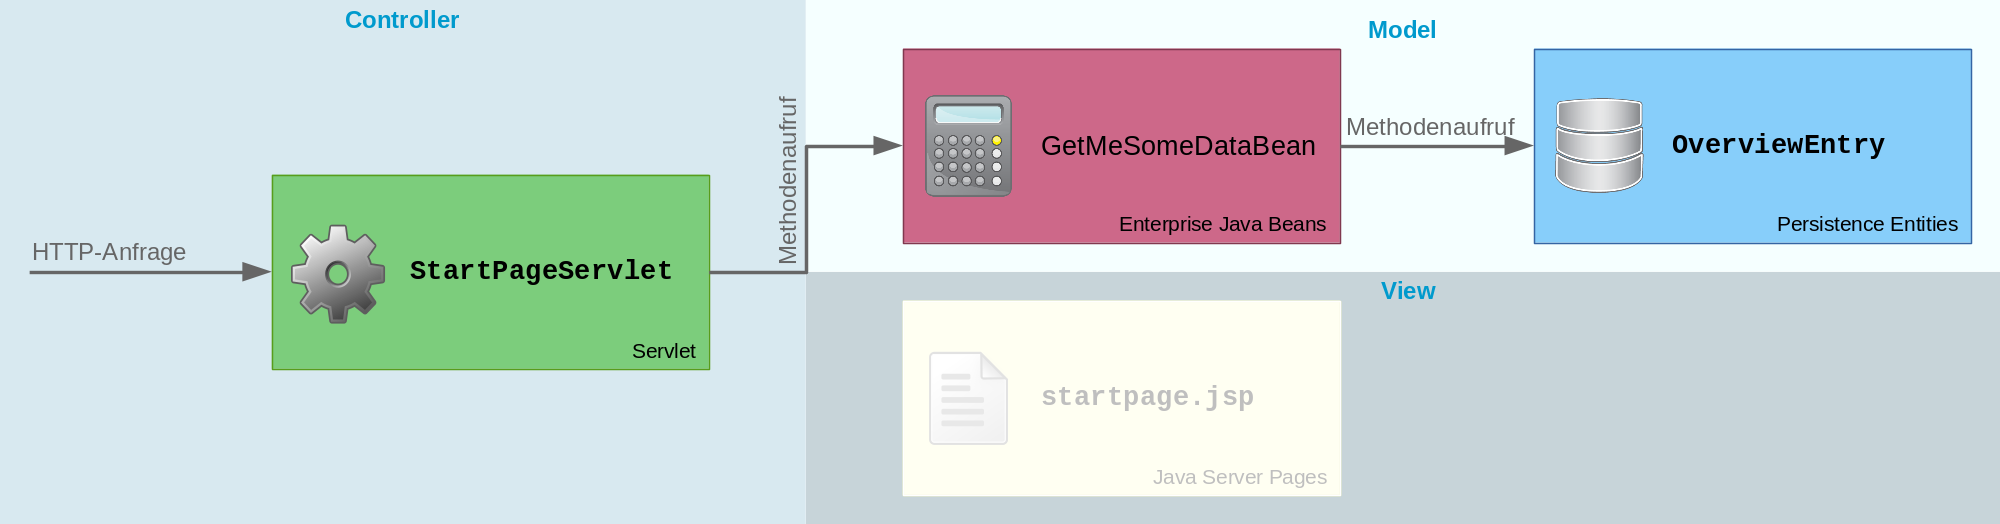 Controller
HTTP-Anfrage
StartPageServlet
Servlet
Methodenaufruf
Model
GetMeSomeDataBean
Enterprise Java Beans
Methodenaufruf
OverviewEntry
Persistence Entities
View
startpage.jsp
Java Server Pages